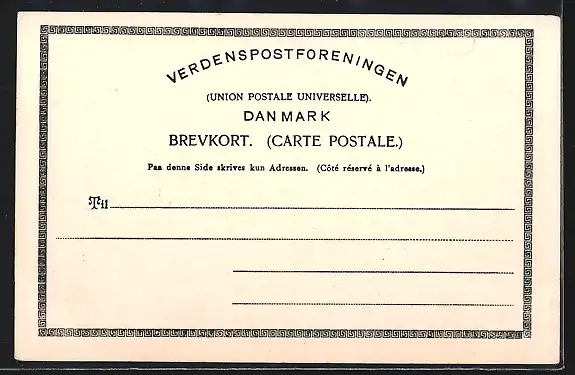 VERDENSPOSTFORENINGEN
(UNION POSTALE UNIVERSELLE).
DANMARK
BREVKORT. (CARTE POSTALE.)
Paa denne Side skrives kun Adressen. (Côté réservé à l'adresse.)
Til